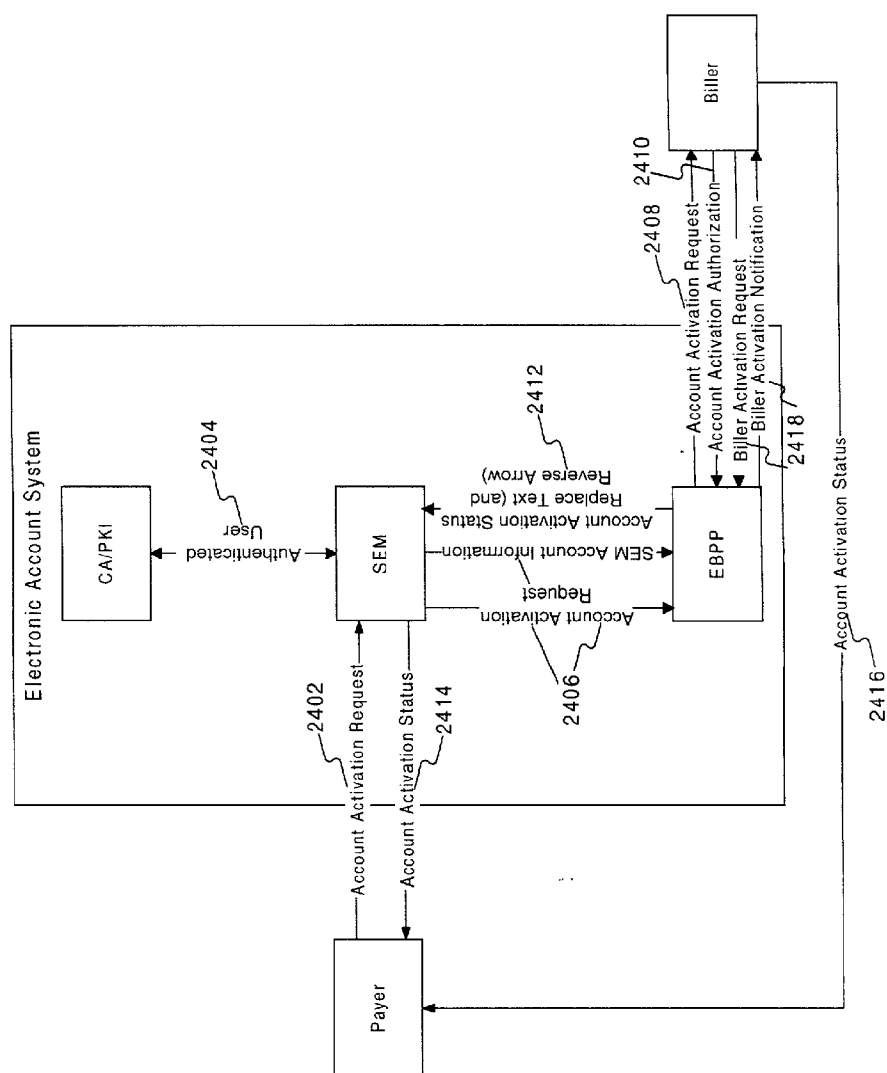 Electronic Account System
CA/PKI
2404
Authenticated
User
2402
Account Activation Request
SEM
2412
Account Activation Status
2414
Payer
2406
Account Activation
Request
SEM Account Information
Account Activation Status
Replace Text (and
Reverse Arrow)
EBPP
2408
Account Activation Request
2410
Account Activation Authorization
Biller Activation Request
2418
Biller Activation Notification
Biller
Account Activation Status
2416